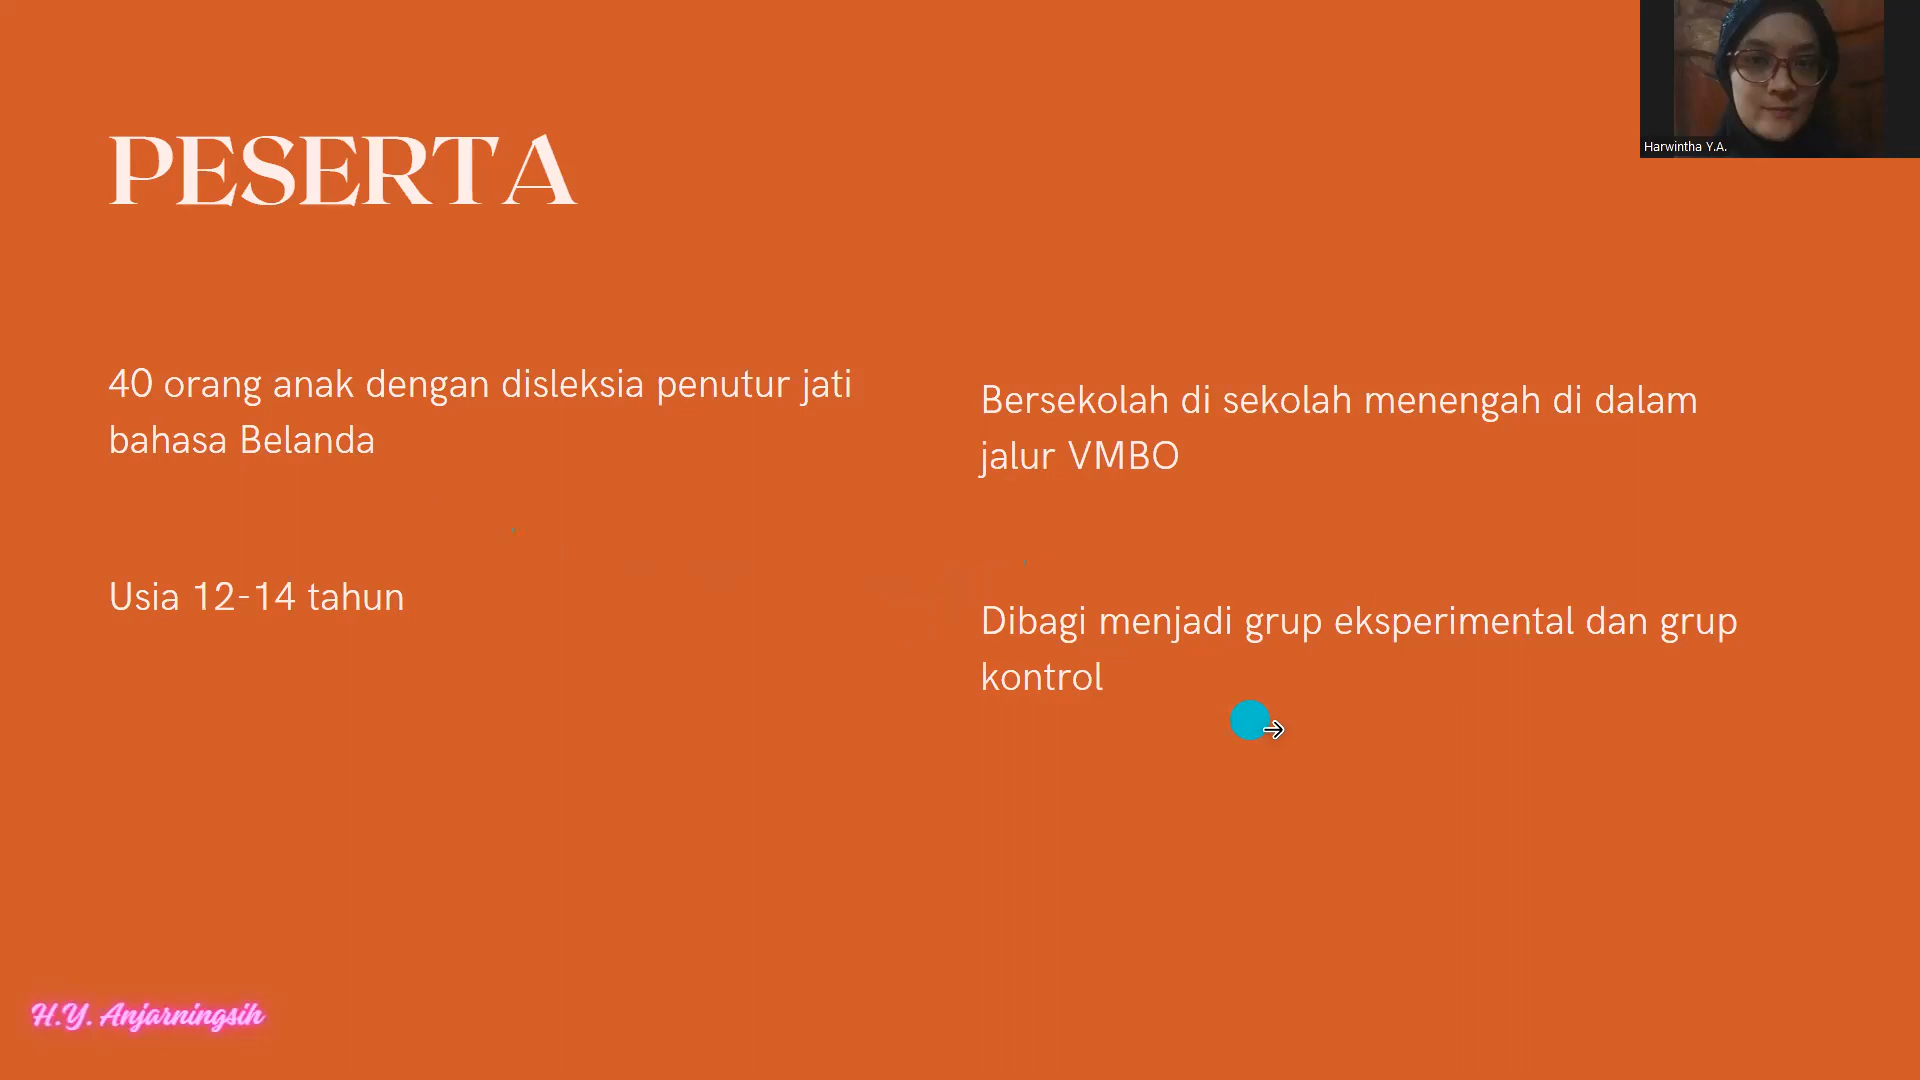 PESERTA
40 orang anak dengan disleksia penutur jati
bahasa Belanda
Usia 12-14 tahun
Bersekolah di sekolah menengah di dalam
jalur VMBO
Dibagi menjadi grup eksperimental dan grup
kontrol
Harwintha Y.A.
H.Y. Anjarningsih